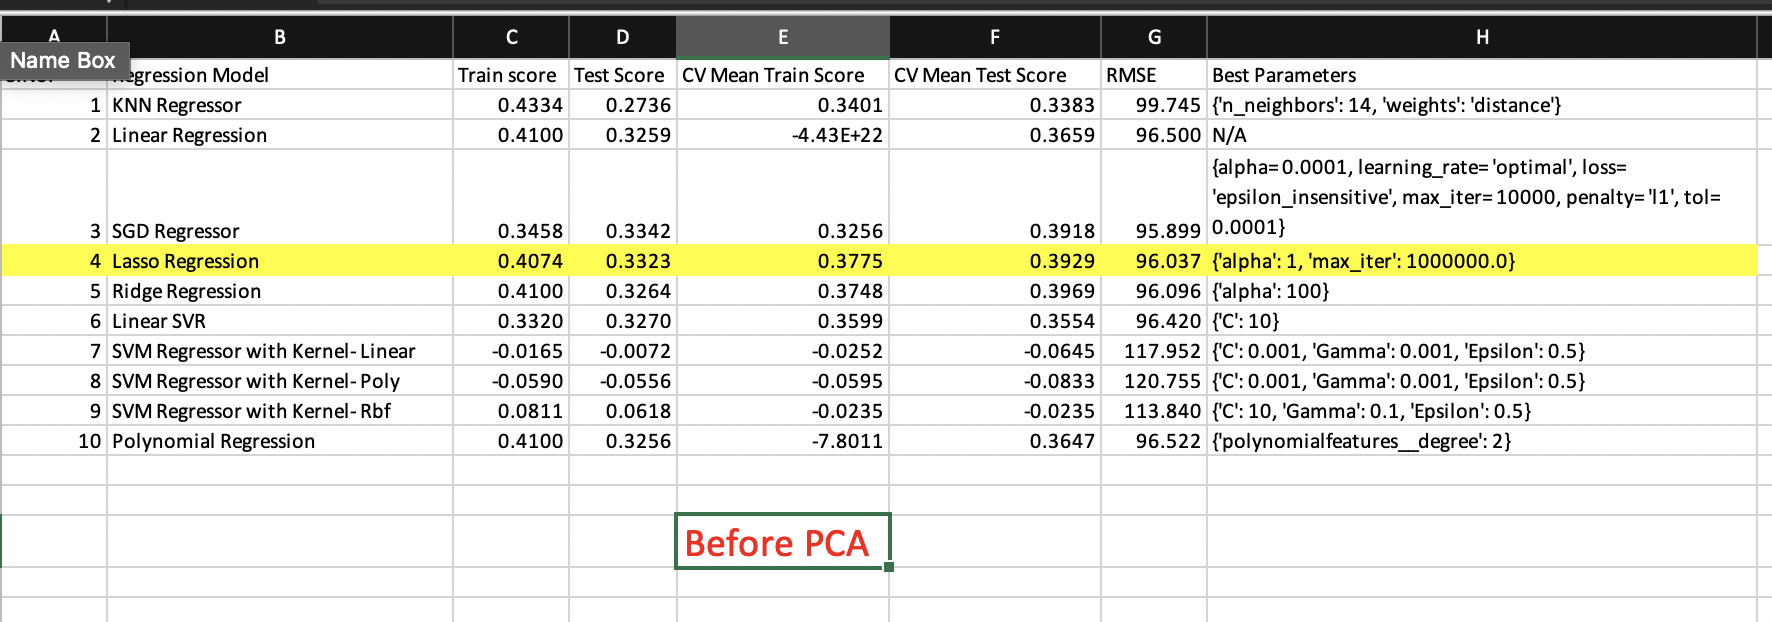 A B C D E F G H
Name Box
Regression Model Train score Test Score CV Mean Train Score CV Mean Test Score RMSE Best Parameters
1 KNN Regressor 0.4334 0.2736 0.3401 0.3383 99.745 {'n_neighbors': 14, 'weights': 'distance'}
2 Linear Regression 0.4100 0.3259 -4.43E+22 0.3659 96.500 N/A
{alpha= 0.0001, learning_rate= 'optimal', loss=
'epsilon_insensitive', max_iter= 10000, penalty= 'l1', tol=
3 SGD Regressor 0.3458 0.3342 0.3256 0.3918 95.899 0.0001}
4 Lasso Regression 0.4074 0.3323 0.3775 0.3929 96.037 {'alpha': 1, 'max_iter': 1000000.0}
5 Ridge Regression 0.4100 0.3264 0.3748 0.3969 96.096 {'alpha': 100}
6 Linear SVR 0.3320 0.3270 0.3599 0.3554 96.420 {'C': 10}
7 SVM Regressor with Kernel- Linear -0.0165 -0.0072 -0.0252 -0.0645 117.952 {'C': 0.001, 'Gamma': 0.001, 'Epsilon': 0.5}
8 SVM Regressor with Kernel- Poly -0.0590 -0.0556 -0.0595 -0.0833 120.755 {'C': 0.001, 'Gamma': 0.001, 'Epsilon': 0.5}
9 SVM Regressor with Kernel- Rbf 0.0811 0.0618 -0.0235 -0.0235 113.840 {'C': 10, 'Gamma': 0.1, 'Epsilon': 0.5}
10 Polynomial Regression 0.4100 0.3256 -7.8011 0.3647 96.522 {'polynomialfeatures__degree': 2}
Before PCA